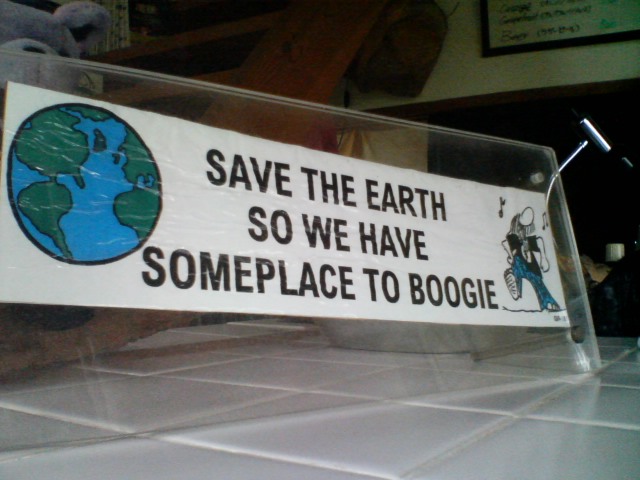 SAVE THE EARTH
SO WE HAVE
SOMEPLACE TO BOOGIE